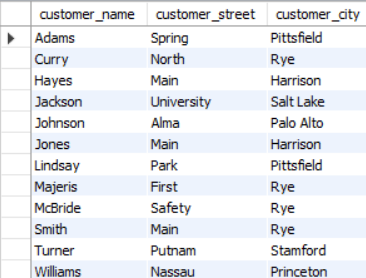 customer_name customer_street customer_city
Adams Spring Pittsfield
Curry North Rye
Hayes Main Harrison
Jackson University Salt Lake
Johnson Alma Palo Alto
Jones Main Harrison
Lindsay Park Pittsfield
Majeris First Rye
McBride Safety Rye
Smith Main Rye
Turner Putnam Stamford
Williams Nassau Princeton